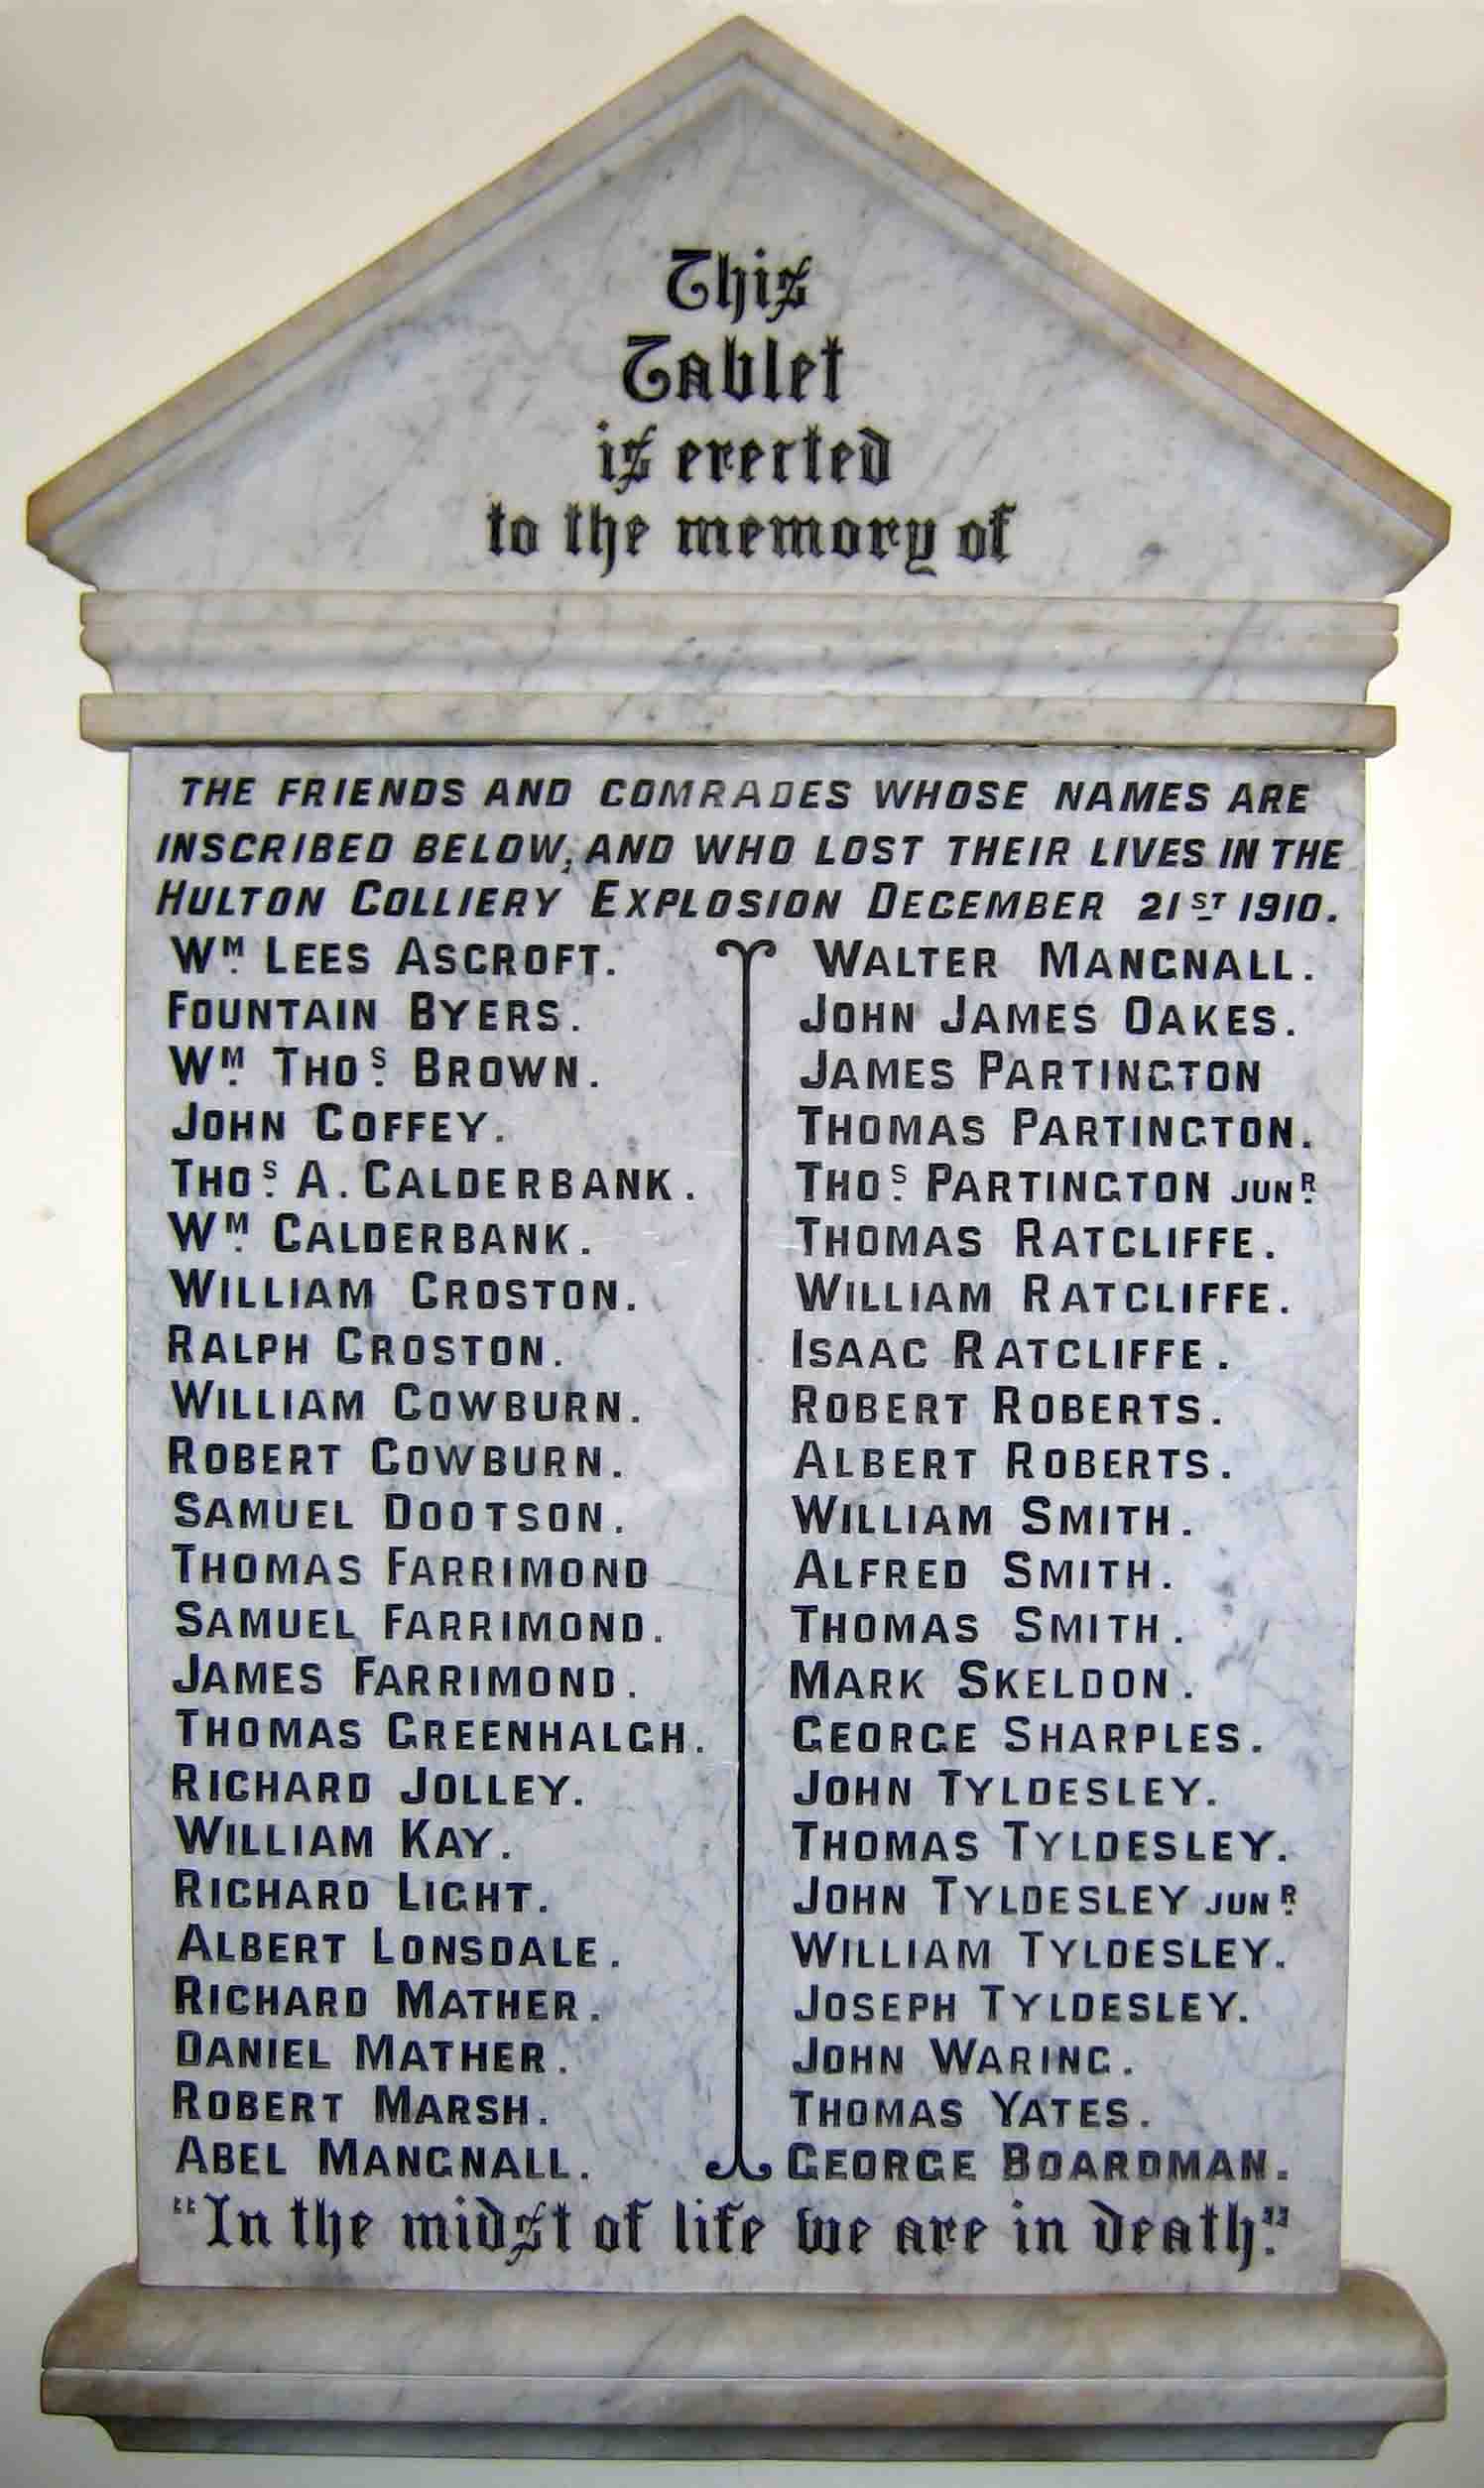 This
Tablet
is erected
to the memory of
THE FRIENDS AND COMRADES WHOSE NAMES ARE
INSCRIBED BELOW, AND WHO LOST THEIR LIVES IN THE
HULTON COLLIERY EXPLOSION DECEMBER 21ST 1910.
WM. LEES ASCROFT.
FOUNTAIN BYERS.
WM. THOS. BROWN.
JOHN COFFEY.
THOS. A. CALDERBANK.
WM. CALDERBANK.
WILLIAM CROSTON.
RALPH CROSTON.
WILLIAM COWBURN.
ROBERT COWBURN.
SAMUEL DOOTSON.
THOMAS FARRIMOND
SAMUEL FARRIMOND.
JAMES FARRIMOND.
THOMAS GREENHALGH.
RICHARD JOLLEY.
WILLIAM KAY.
RICHARD LIGHT.
ALBERT LONSDALE.
RICHARD MATHER.
DANIEL MATHER.
ROBERT MARSH.
ABEL MANGNALL.
WALTER MANGNALL.
JOHN JAMES OAKES.
JAMES PARTINGTON
THOMAS PARTINGTON.
THOS. PARTINGTON JUNR.
THOMAS RATCLIFFE.
WILLIAM RATCLIFFE.
ISAAC RATCLIFFE.
ROBERT ROBERTS.
ALBERT ROBERTS.
WILLIAM SMITH.
ALFRED SMITH.
THOMAS SMITH.
MARK SKELDON.
GEORGE SHARPLES.
JOHN TYLDESLEY.
THOMAS TYLDESLEY.
JOHN TYLDESLEY JUNR.
WILLIAM TYLDESLEY.
JOSEPH TYLDESLEY.
JOHN WARING.
THOMAS YATES.
GEORGE BOARDMAN.
"In the midst of life we are in death."